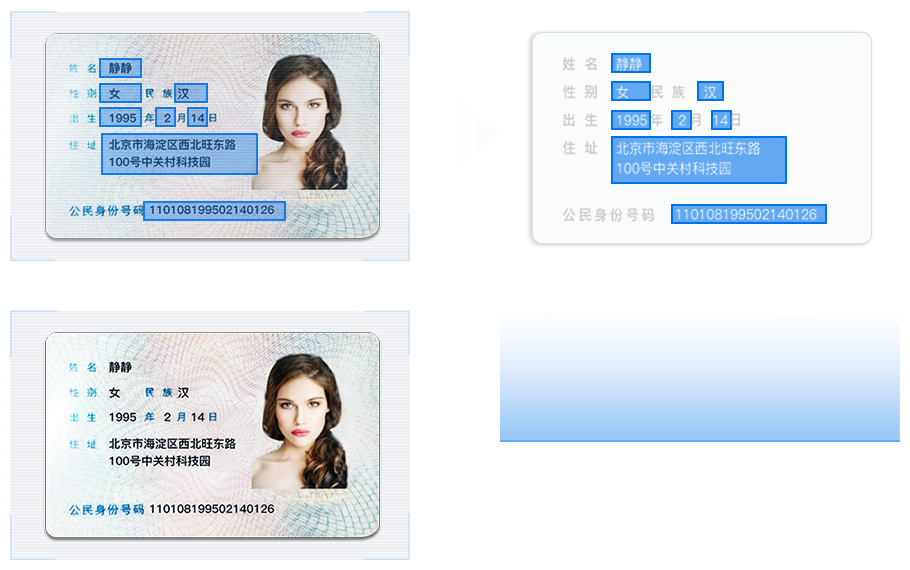 姓 名 静静
性 别 女 民 族 汉
出 生 1995 年 2 月 14 日
住 址 北京市海淀区西北旺东路
100号中关村科技园
公民身份号码 110108199502140126
姓 名 静静
性 别 女 民 族 汉
出 生 1995 年 2 月 14 日
住 址 北京市海淀区西北旺东路
100号中关村科技园
公民身份号码 110108199502140126
姓 名 静静
性 别 女 民 族 汉
出 生 1995 年 2 月 14 日
住 址 北京市海淀区西北旺东路
100号中关村科技园
公民身份号码 110108199502140126